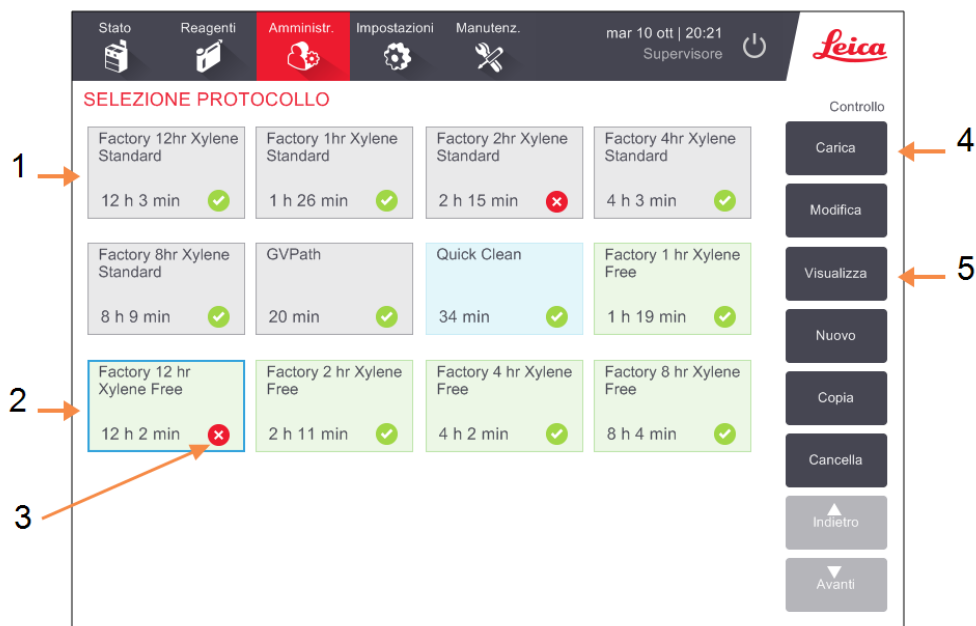 Stato Reagenti Amministr. Impostazioni Manutenz. mar 10 ott | 20:21
Supervisore
Leica
SELEZIONE PROTOCOLLO
Controllo
Factory 12hr Xylene
Standard
12 h 3 min
Factory 1hr Xylene
Standard
1 h 26 min
Factory 2hr Xylene
Standard
2 h 15 min
Factory 4hr Xylene
Standard
4 h 3 min
Factory 8hr Xylene
Standard
8 h 9 min
GVPath
20 min
Quick Clean
34 min
Factory 1 hr Xylene
Free
1 h 19 min
Factory 12 hr
Xylene Free
12 h 2 min
Factory 2 hr Xylene
Free
2 h 11 min
Factory 4 hr Xylene
Free
4 h 2 min
Factory 8 hr Xylene
Free
8 h 4 min
Carica
Modifica
Visualizza
Nuovo
Copia
Cancella
Indietro
Avanti
1
2
3
4
5